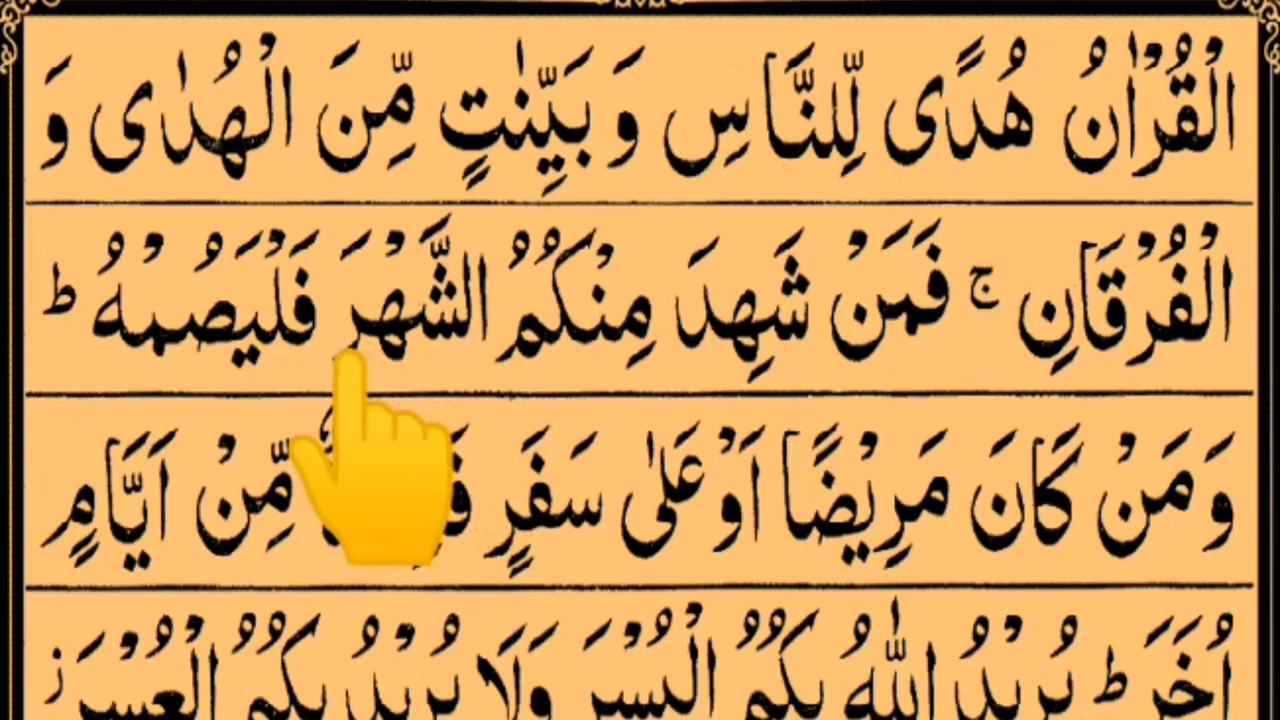 الْقُرْاٰنُ هُدًی لِّلنَّاسِ وَ بَیِّنٰتٍ مِّنَ الْهُدٰی وَ
الْفُرْقَانِ ۚ فَمَنْ شَهِدَ مِنْكُمُ الشَّهْرَ فَلْیَصُمْهُ ؕ
وَ مَنْ كَانَ مَرِیْضًا اَوْ عَلٰی سَفَرٍ مِّنْ اَیَّامٍ
اُخَرَ ؕ یُرِیْدُ اللّٰهُ بِكُمُ الْیُسْرَ وَلَا یُرِیْدُ بِكُمُ الْعُسْرَ ز